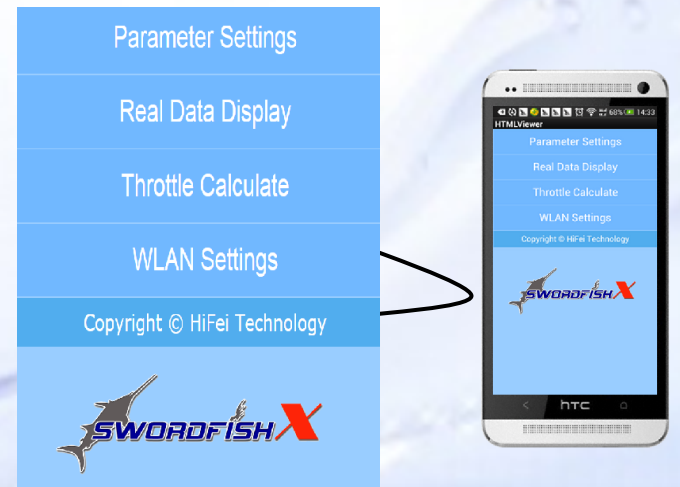 Parameter Settings
Real Data Display
Throttle Calculate
WLAN Settings
Copyright © HiFei Technology
SWORDFISH X
68% 14:33
HTMLViewer
Parameter Settings
Real Data Display
Throttle Calculate
WLAN Settings
Copyright © HiFei Technology
SWORDFISH X
hTC